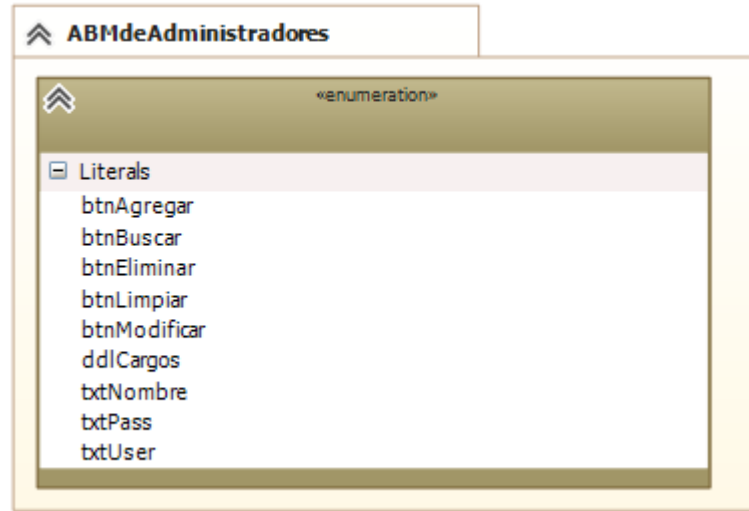 ABMdeAdministradores
«enumeration»
Literals
btnAgregar
btnBuscar
btnEliminar
btnLimpiar
btnModificar
ddlCargos
txtNombre
txtPass
txtUser